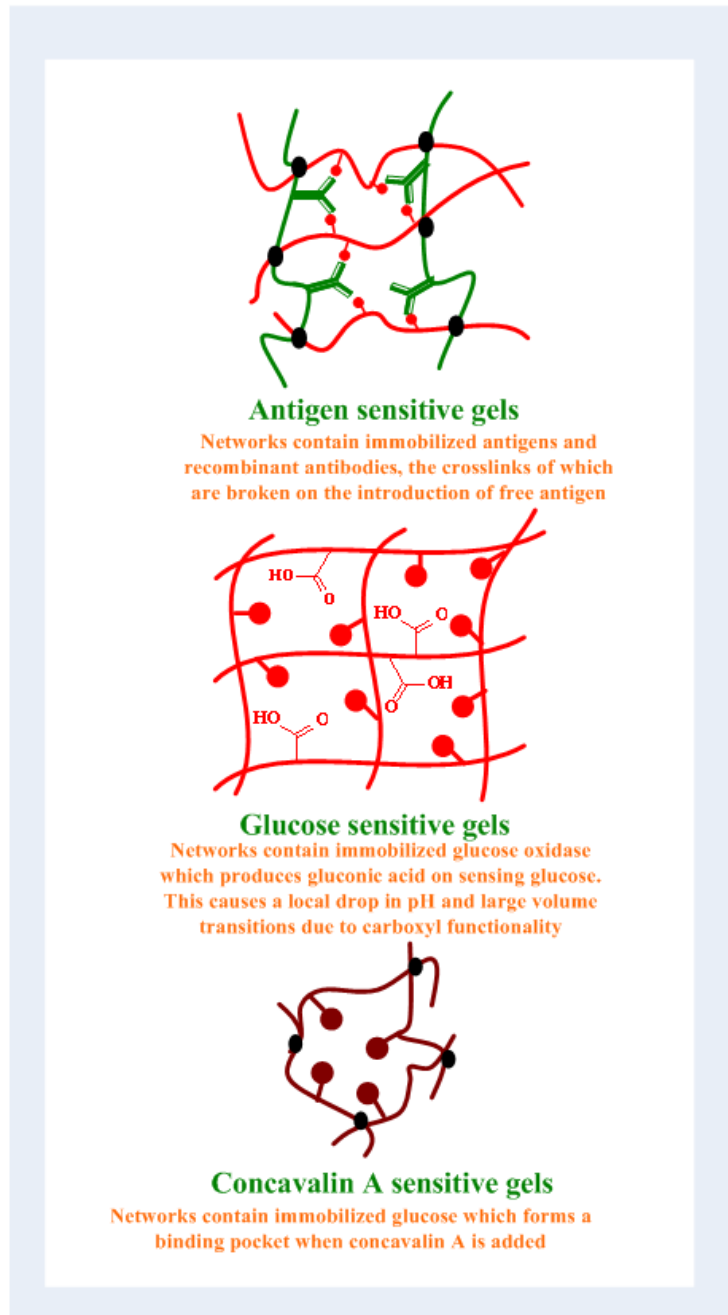 Antigen sensitive gels
Networks contain immobilized antigens and
recombinant antibodies, the crosslinks of which
are broken on the introduction of free antigen
HO
O
HO
O
OH
O
HO
O
Glucose sensitive gels
Networks contain immobilized glucose oxidase
which produces gluconic acid on sensing glucose.
This causes a local drop in pH and large volume
transitions due to carboxyl functionality
Concavalin A sensitive gels
Networks contain immobilized glucose which forms a
binding pocket when concavalin A is added